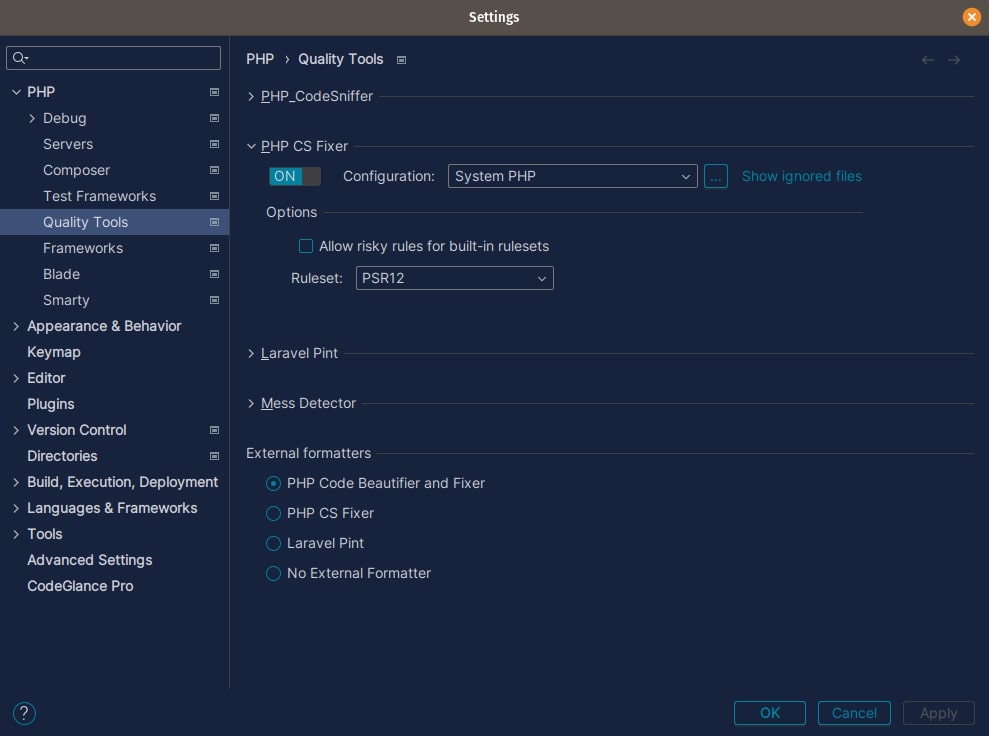 Settings
PHP
Debug
Servers
Composer
Test Frameworks
Quality Tools
Frameworks
Blade
Smarty
Appearance & Behavior
Keymap
Editor
Plugins
Version Control
Directories
Build, Execution, Deployment
Languages & Frameworks
Tools
Advanced Settings
CodeGlance Pro
PHP › Quality Tools
PHP_CodeSniffer
PHP CS Fixer
ON Configuration: System PHP ... Show ignored files
Options
Allow risky rules for built-in rulesets
Ruleset: PSR12
Laravel Pint
Mess Detector
External formatters
PHP Code Beautifier and Fixer
PHP CS Fixer
Laravel Pint
No External Formatter
? OK Cancel Apply